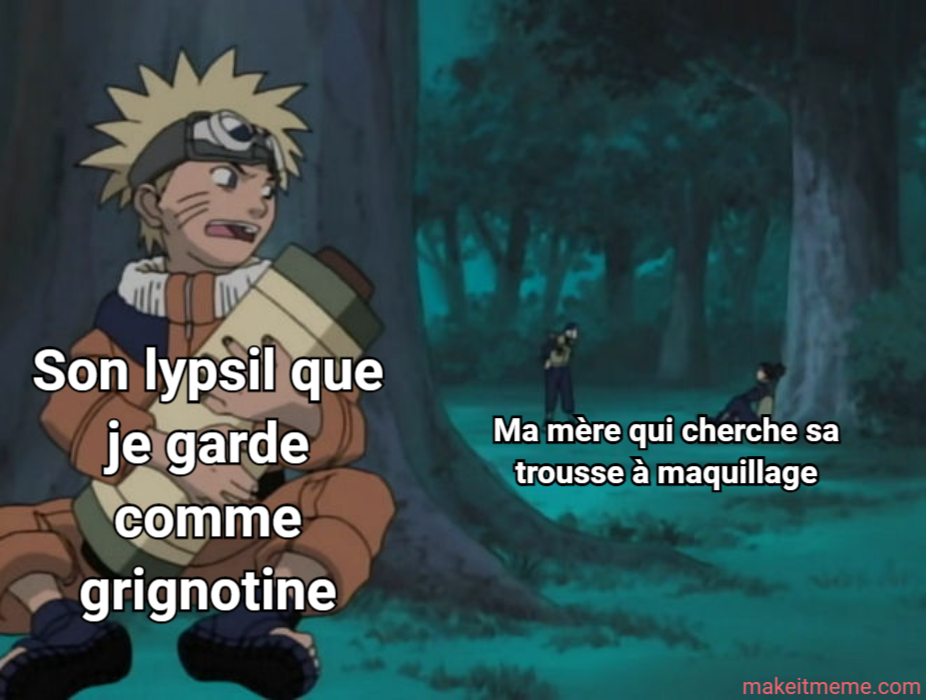 Son lypsil que
je garde
comme
grignotine
Ma mère qui cherche sa
trousse à maquillage
makeitmeme.com